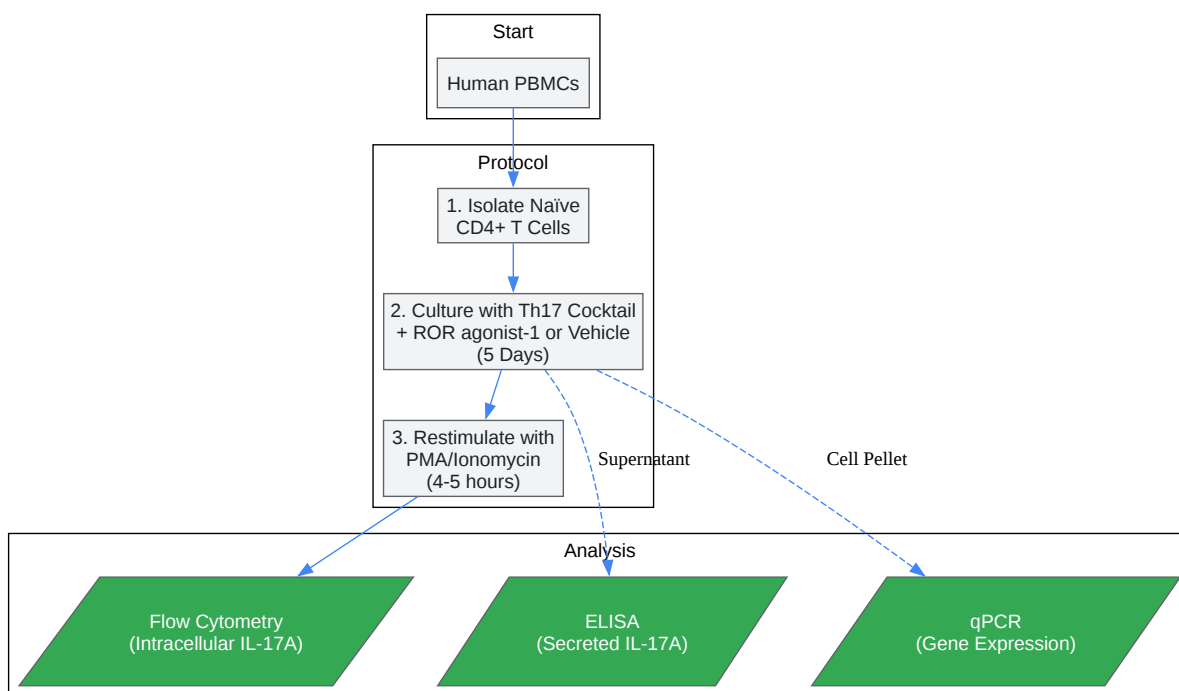 Start
Human PBMCs
Protocol
1. Isolate Naïve
CD4+ T Cells
2. Culture with Th17 Cocktail
+ ROR agonist-1 or Vehicle
(5 Days)
3. Restimulate with
PMA/Ionomycin
(4-5 hours)
Supernatant
Cell Pellet
Analysis
Flow Cytometry
(Intracellular IL-17A)
ELISA
(Secreted IL-17A)
qPCR
(Gene Expression)